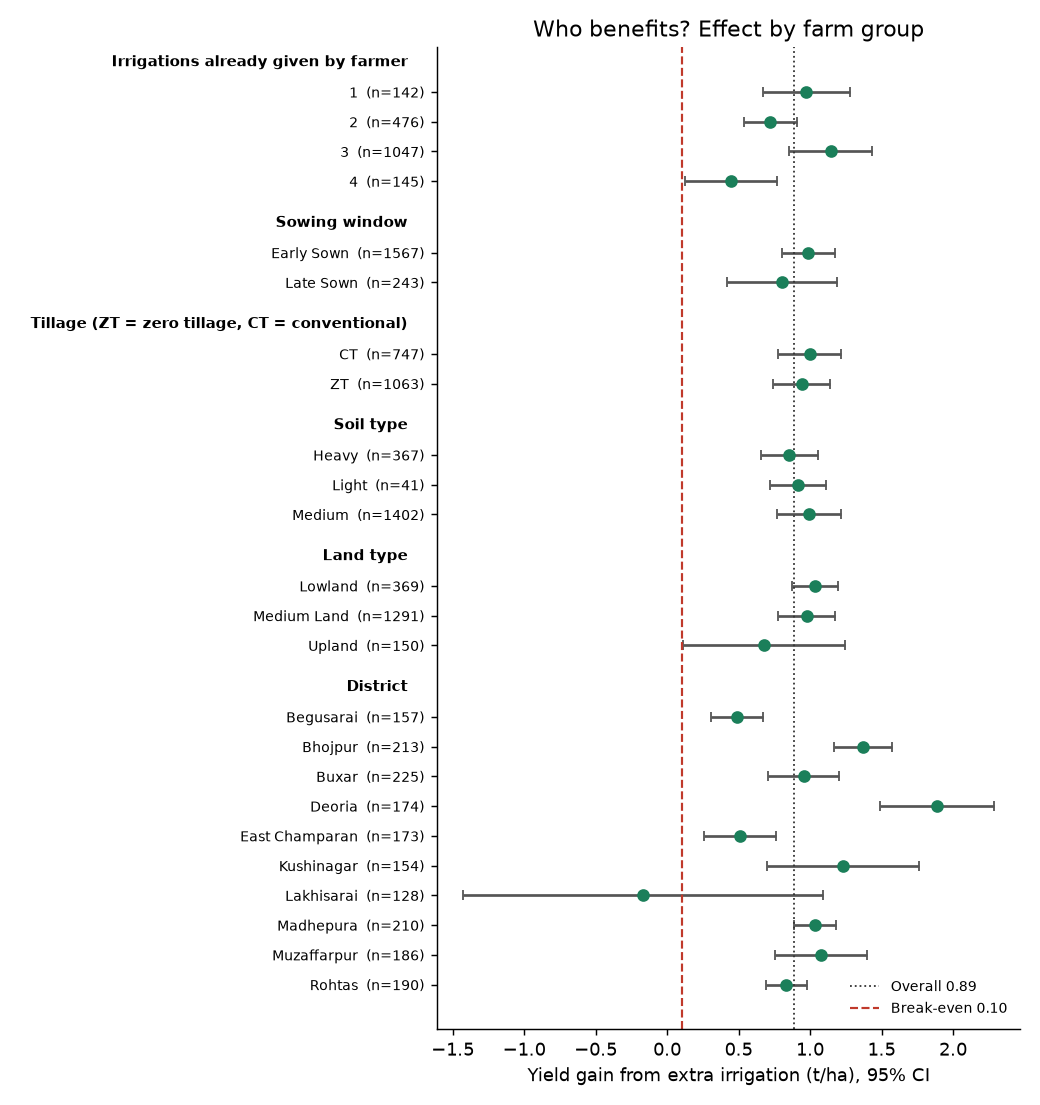 Who benefits? Effect by farm group
Irrigations already given by farmer
1 (n=142)
2 (n=476)
3 (n=1047)
4 (n=145)
Sowing window
Early Sown (n=1567)
Late Sown (n=243)
Tillage (ZT = zero tillage, CT = conventional)
CT (n=747)
ZT (n=1063)
Soil type
Heavy (n=367)
Light (n=41)
Medium (n=1402)
Land type
Lowland (n=369)
Medium Land (n=1291)
Upland (n=150)
District
Begusarai (n=157)
Bhojpur (n=213)
Buxar (n=225)
Deoria (n=174)
East Champaran (n=173)
Kushinagar (n=154)
Lakhisarai (n=128)
Madhepura (n=210)
Muzaffarpur (n=186)
Rohtas (n=190)
Overall 0.89
Break-even 0.10
−1.5 −1.0 −0.5 0.0 0.5 1.0 1.5 2.0
Yield gain from extra irrigation (t/ha), 95% CI